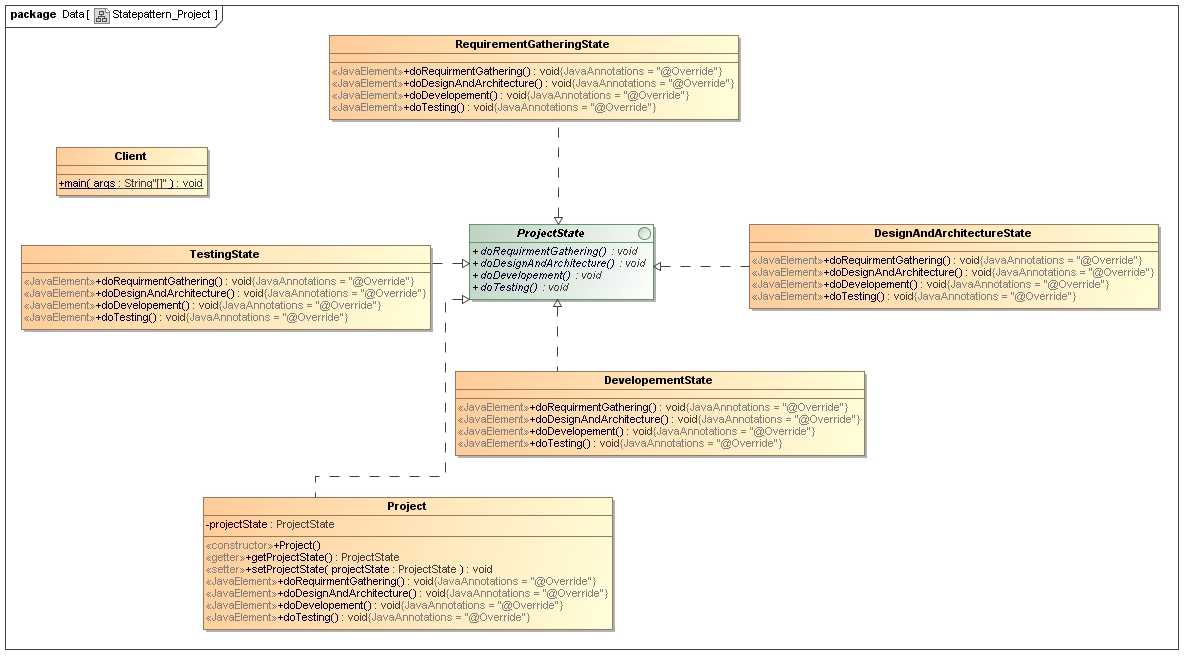 package Data[ Statepattern_Project ]
RequirementGatheringState
«JavaElement»+doRequirmentGathering() : void{JavaAnnotations = "@Override"}
«JavaElement»+doDesignAndArchitecture() : void{JavaAnnotations = "@Override"}
«JavaElement»+doDevelopement() : void{JavaAnnotations = "@Override"}
«JavaElement»+doTesting() : void{JavaAnnotations = "@Override"}
Client
+main( args : String"[]" ) : void
ProjectState
+ doRequirmentGathering() : void
+ doDesignAndArchitecture() : void
+ doDevelopement() : void
+ doTesting() : void
DesignAndArchitectureState
«JavaElement»+doRequirmentGathering() : void{JavaAnnotations = "@Override"}
«JavaElement»+doDesignAndArchitecture() : void{JavaAnnotations = "@Override"}
«JavaElement»+doDevelopement() : void{JavaAnnotations = "@Override"}
«JavaElement»+doTesting() : void{JavaAnnotations = "@Override"}
TestingState
«JavaElement»+doRequirmentGathering() : void{JavaAnnotations = "@Override"}
«JavaElement»+doDesignAndArchitecture() : void{JavaAnnotations = "@Override"}
«JavaElement»+doDevelopement() : void{JavaAnnotations = "@Override"}
«JavaElement»+doTesting() : void{JavaAnnotations = "@Override"}
DevelopementState
«JavaElement»+doRequirmentGathering() : void{JavaAnnotations = "@Override"}
«JavaElement»+doDesignAndArchitecture() : void{JavaAnnotations = "@Override"}
«JavaElement»+doDevelopement() : void{JavaAnnotations = "@Override"}
«JavaElement»+doTesting() : void{JavaAnnotations = "@Override"}
Project
-projectState : ProjectState
«constructor»+Project()
«getter»+getProjectState() : ProjectState
«setter»+setProjectState( projectState : ProjectState ) : void
«JavaElement»+doRequirmentGathering() : void{JavaAnnotations = "@Override"}
«JavaElement»+doDesignAndArchitecture() : void{JavaAnnotations = "@Override"}
«JavaElement»+doDevelopement() : void{JavaAnnotations = "@Override"}
«JavaElement»+doTesting() : void{JavaAnnotations = "@Override"}